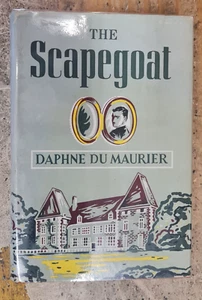 THE
Scapegoat
DAPHNE DU MAURIER